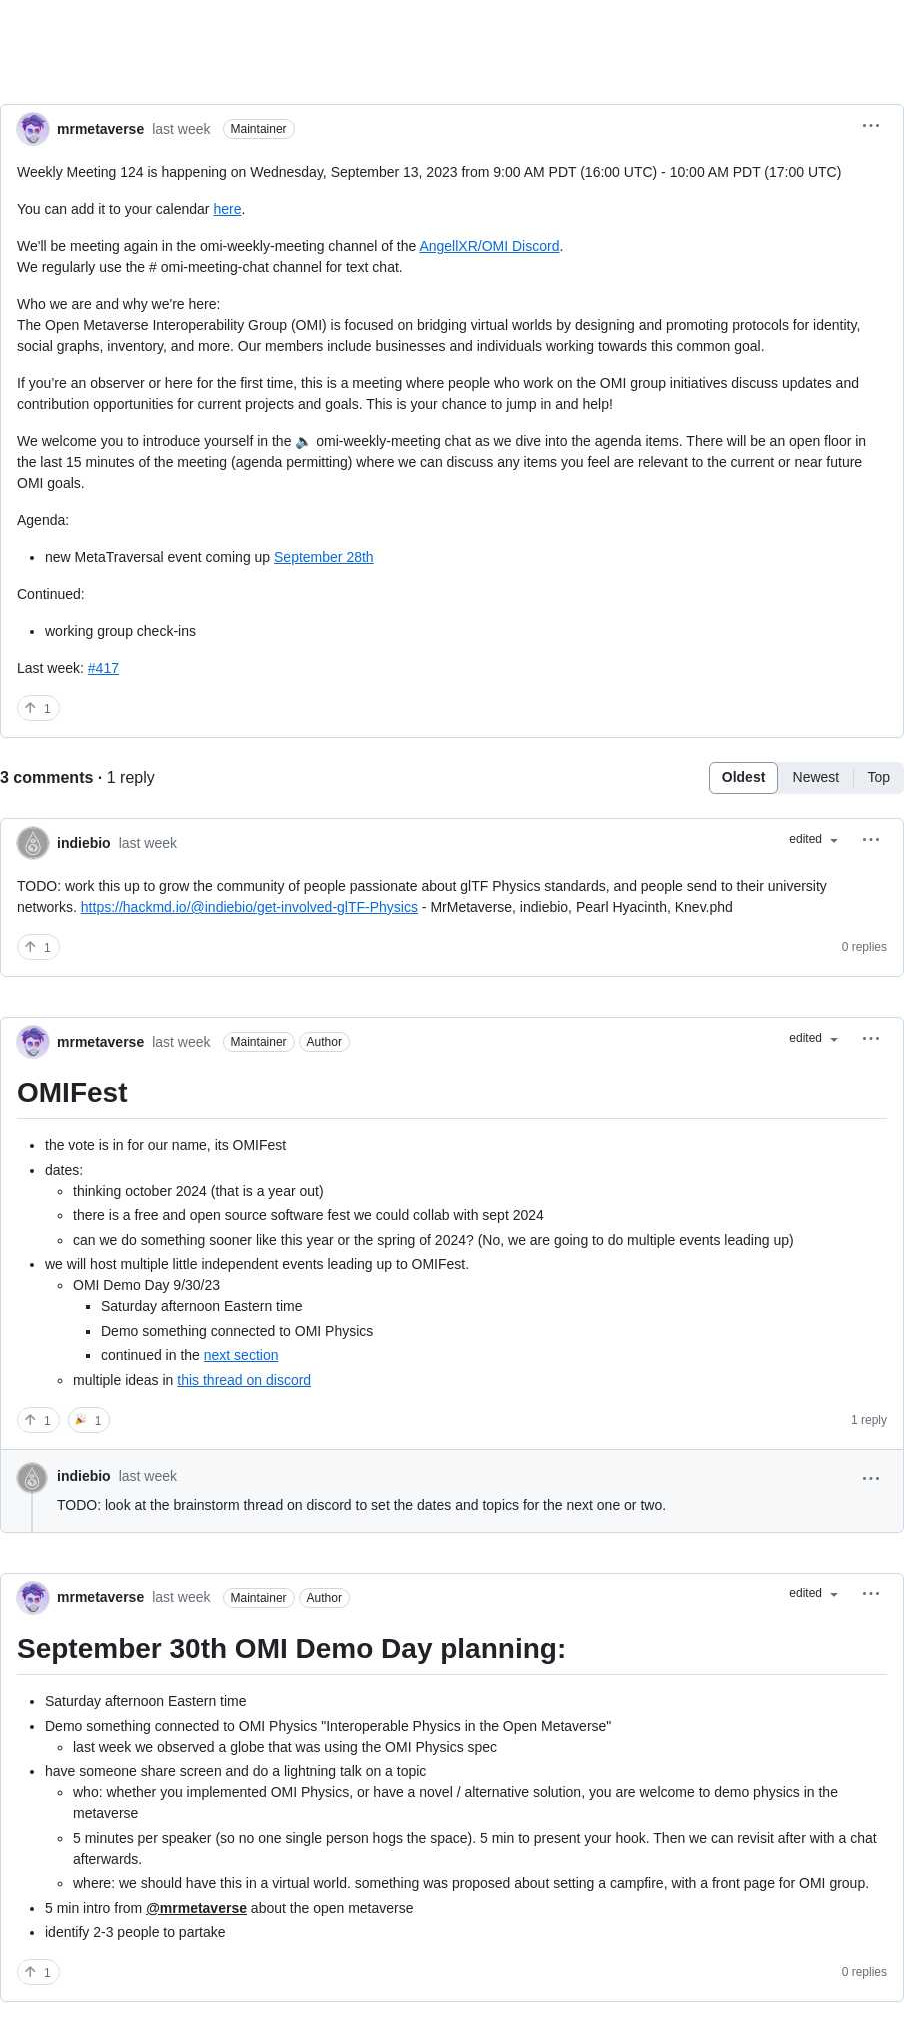 mrmetaverse last week Maintainer
Weekly Meeting 124 is happening on Wednesday, September 13, 2023 from 9:00 AM PDT (16:00 UTC) - 10:00 AM PDT (17:00 UTC)
You can add it to your calendar here.
We'll be meeting again in the omi-weekly-meeting channel of the AngellXR/OMI Discord.
We regularly use the # omi-meeting-chat channel for text chat.
Who we are and why we're here:
The Open Metaverse Interoperability Group (OMI) is focused on bridging virtual worlds by designing and promoting protocols for identity,
social graphs, inventory, and more. Our members include businesses and individuals working towards this common goal.
If you're an observer or here for the first time, this is a meeting where people who work on the OMI group initiatives discuss updates and
contribution opportunities for current projects and goals. This is your chance to jump in and help!
We welcome you to introduce yourself in the 🔈 omi-weekly-meeting chat as we dive into the agenda items. There will be an open floor in
the last 15 minutes of the meeting (agenda permitting) where we can discuss any items you feel are relevant to the current or near future
OMI goals.
Agenda:
• new MetaTraversal event coming up September 28th
Continued:
• working group check-ins
Last week: #417
↑ 1
3 comments · 1 reply
Oldest Newest Top
indiebio last week edited
TODO: work this up to grow the community of people passionate about glTF Physics standards, and people send to their university
networks. https://hackmd.io/@indiebio/get-involved-glTF-Physics - MrMetaverse, indiebio, Pearl Hyacinth, Knev.phd
↑ 1 0 replies
mrmetaverse last week Maintainer Author edited
OMIFest
• the vote is in for our name, its OMIFest
• dates:
◦ thinking october 2024 (that is a year out)
◦ there is a free and open source software fest we could collab with sept 2024
◦ can we do something sooner like this year or the spring of 2024? (No, we are going to do multiple events leading up)
• we will host multiple little independent events leading up to OMIFest.
◦ OMI Demo Day 9/30/23
▪ Saturday afternoon Eastern time
▪ Demo something connected to OMI Physics
▪ continued in the next section
◦ multiple ideas in this thread on discord
↑ 1 🎉 1 1 reply
indiebio last week
TODO: look at the brainstorm thread on discord to set the dates and topics for the next one or two.
mrmetaverse last week Maintainer Author edited
September 30th OMI Demo Day planning:
• Saturday afternoon Eastern time
• Demo something connected to OMI Physics "Interoperable Physics in the Open Metaverse"
◦ last week we observed a globe that was using the OMI Physics spec
• have someone share screen and do a lightning talk on a topic
◦ who: whether you implemented OMI Physics, or have a novel / alternative solution, you are welcome to demo physics in the
metaverse
◦ 5 minutes per speaker (so no one single person hogs the space). 5 min to present your hook. Then we can revisit after with a chat
afterwards.
◦ where: we should have this in a virtual world. something was proposed about setting a campfire, with a front page for OMI group.
• 5 min intro from @mrmetaverse about the open metaverse
• identify 2-3 people to partake
↑ 1 0 replies